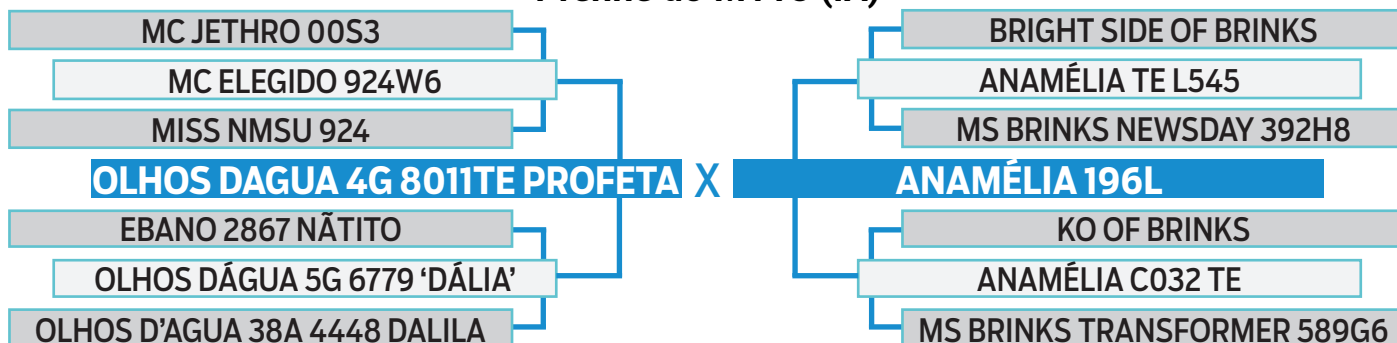 MC JETHRO 00S3
MC ELEGIDO 924W6
MISS NMSU 924
OLHOS DAGUA 4G 8011TE PROFETA X ANAMÉLIA 196L
EBANO 2867 NÃTITO
OLHOS DÁGUA 5G 6779 ‘DÁLIA’
OLHOS D’AGUA 38A 4448 DALILA
BRIGHT SIDE OF BRINKS
ANAMÉLIA TE L545
MS BRINKS NEWSDAY 392H8
KO OF BRINKS
ANAMÉLIA C032 TE
MS BRINKS TRANSFORMER 589G6